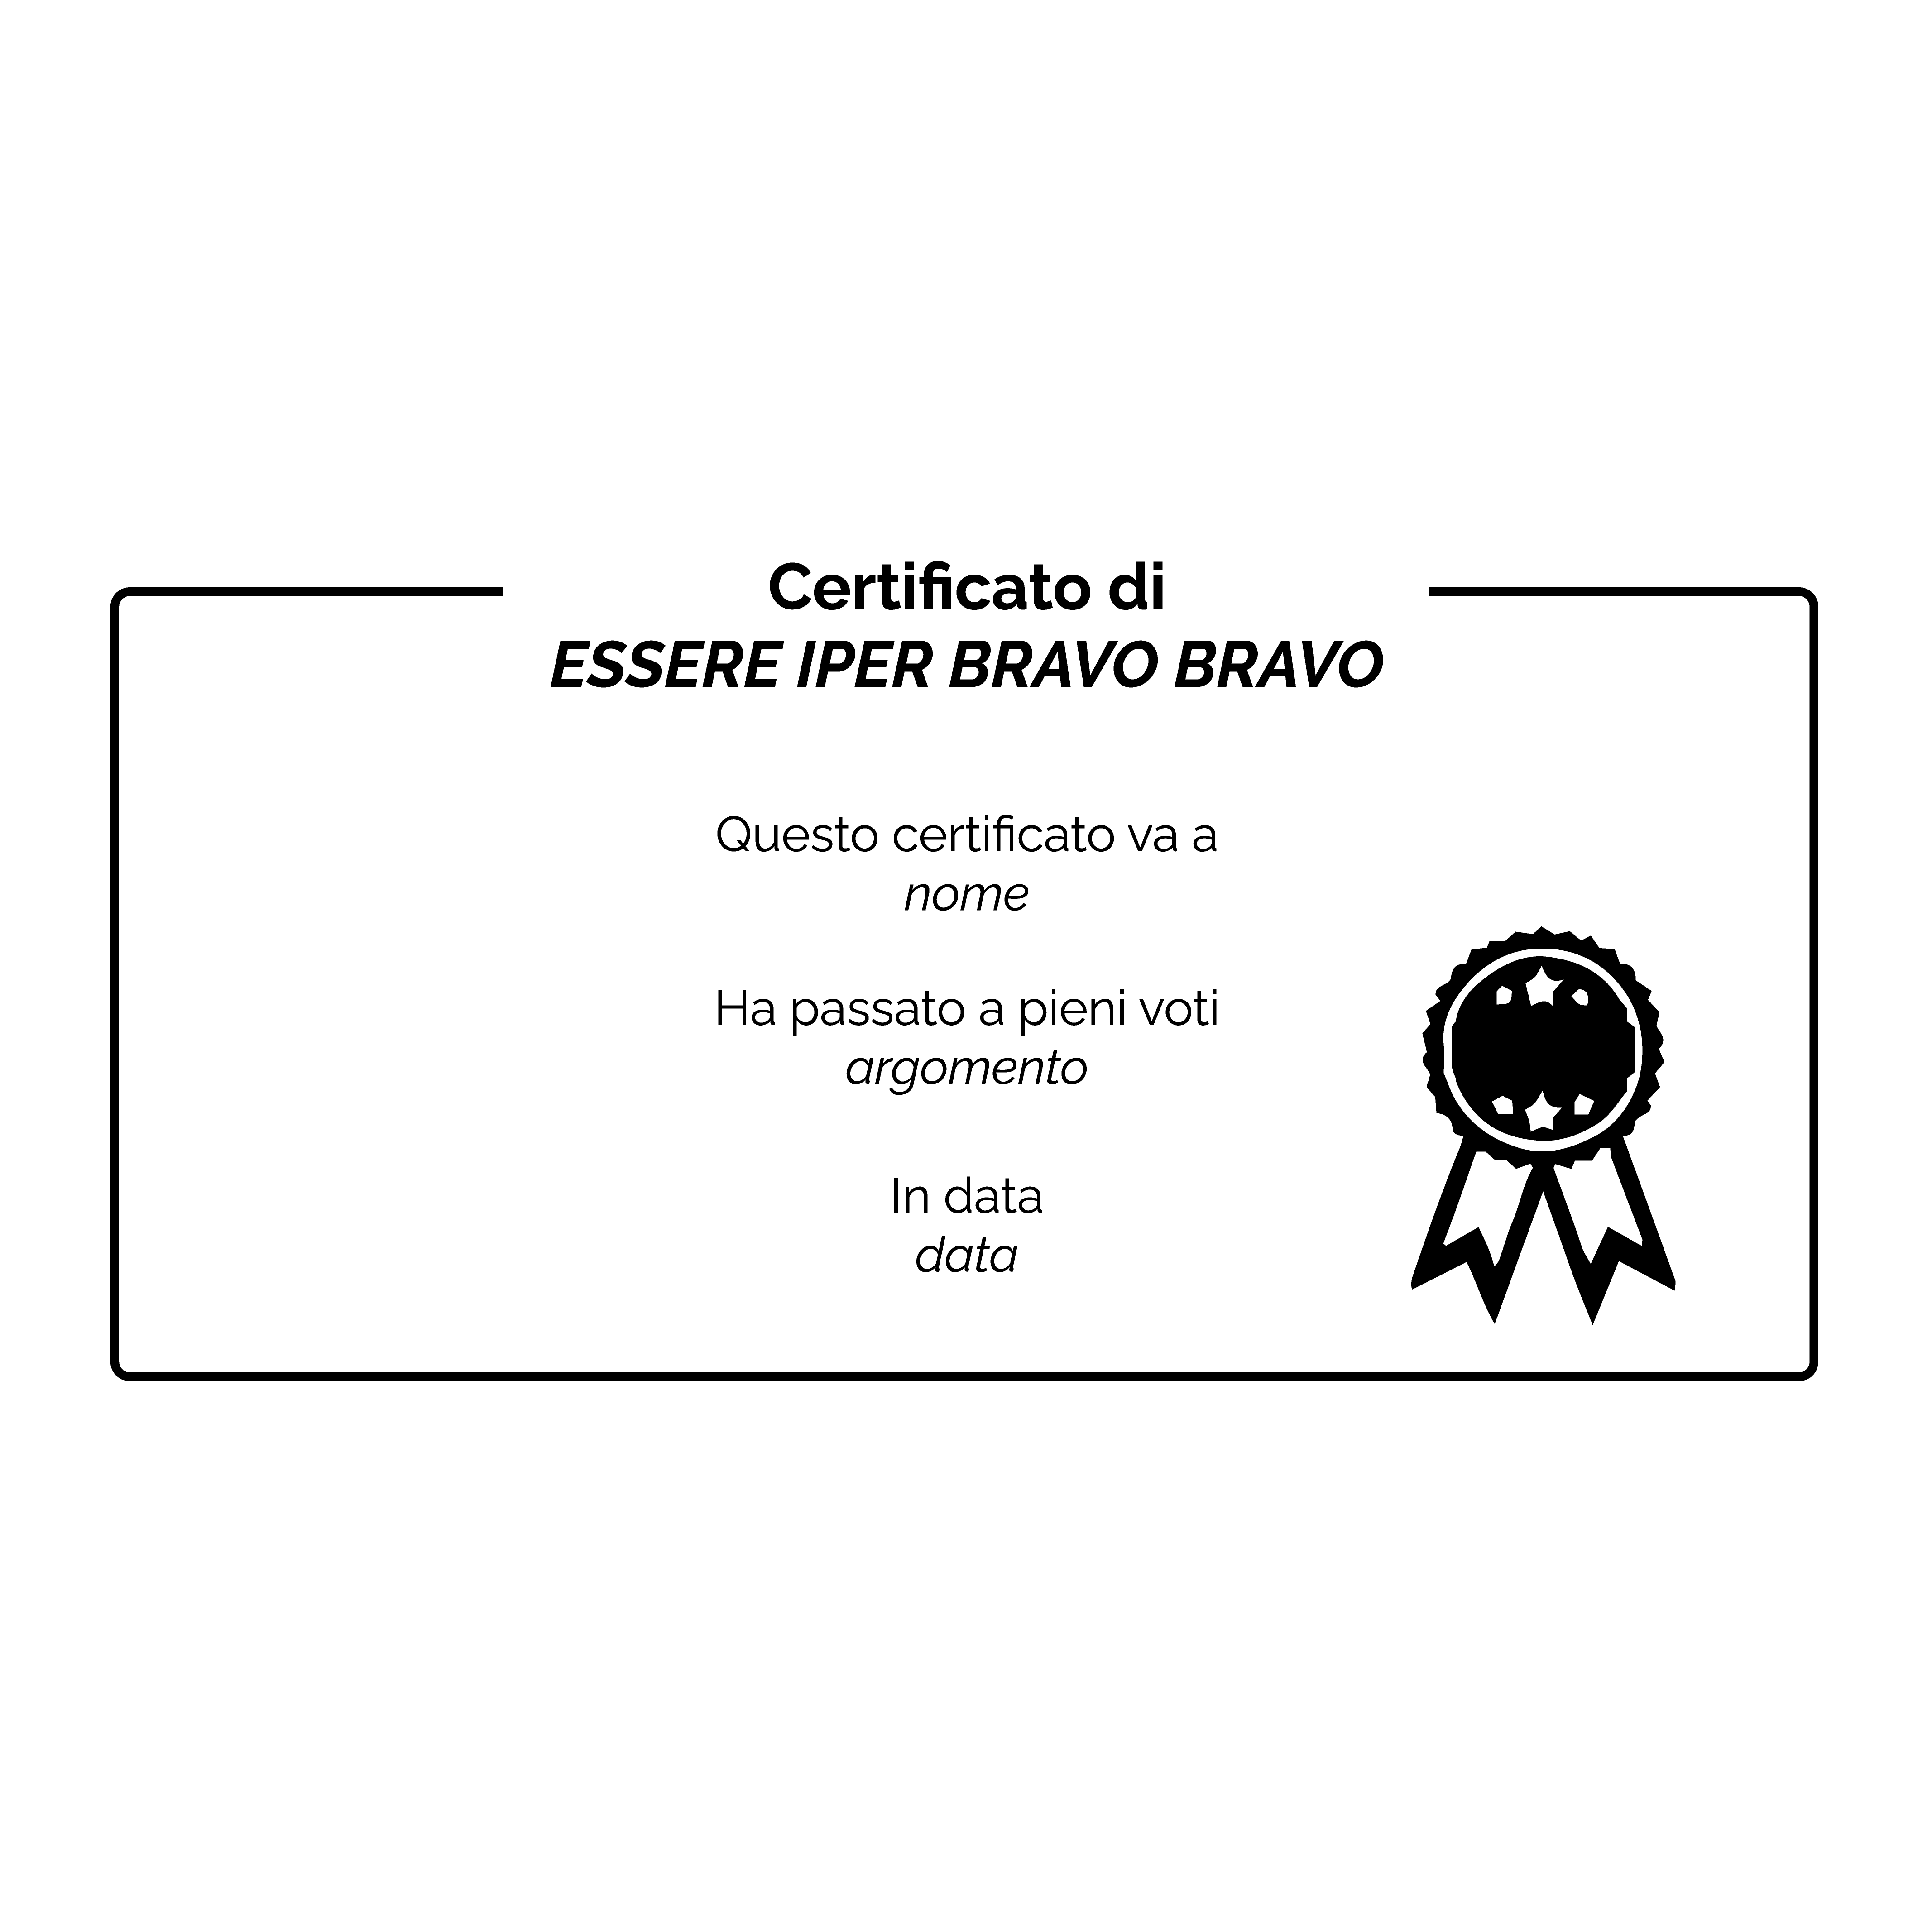 Certificato di
ESSERE IPER BRAVO BRAVO
Questo certificato va a
nome
Ha passato a pieni voti
argomento
In data
data